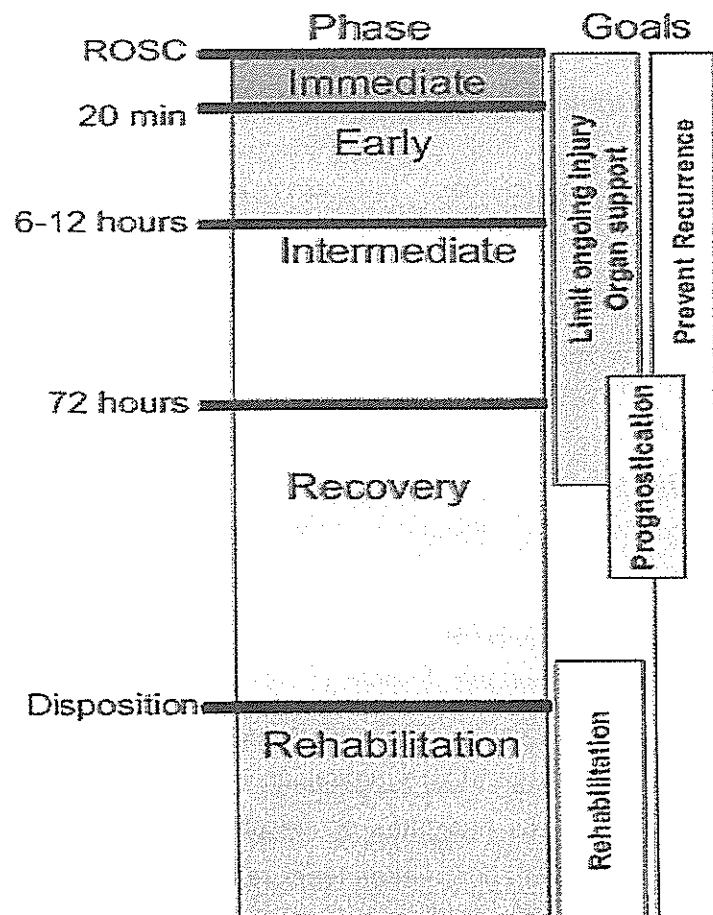 Phase Goals
ROSC
Immediate
20 min
Early
6-12 hours
Intermediate
72 hours
Recovery
Disposition
Rehabilitation
Limit ongoing injury
Organ support
Prevent Recurrence
Prognostication
Rehabilitation